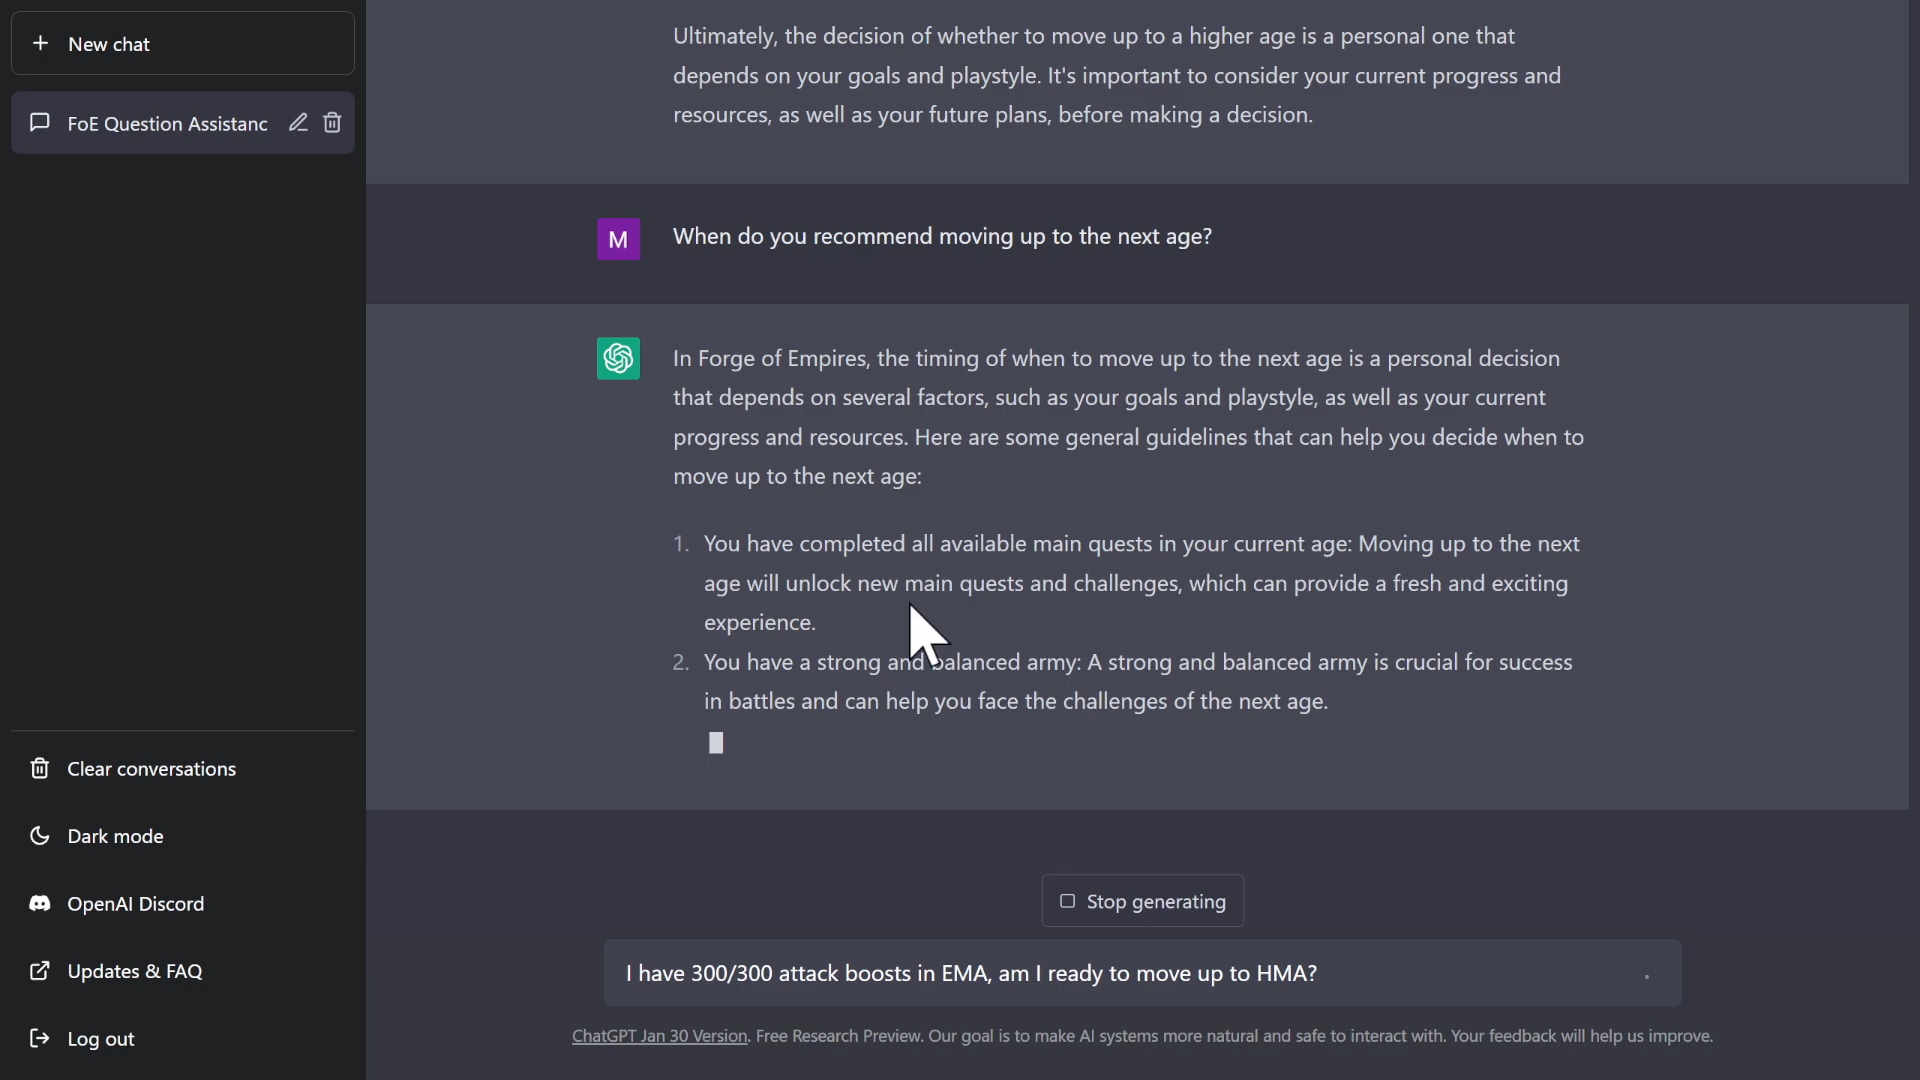 New chat
FoE Question Assistanc
Clear conversations
Dark mode
OpenAI Discord
Updates & FAQ
Log out
Ultimately, the decision of whether to move up to a higher age is a personal one that
depends on your goals and playstyle. It's important to consider your current progress and
resources, as well as your future plans, before making a decision.
M
When do you recommend moving up to the next age?
In Forge of Empires, the timing of when to move up to the next age is a personal decision
that depends on several factors, such as your goals and playstyle, as well as your current
progress and resources. Here are some general guidelines that can help you decide when to
move up to the next age:
1. You have completed all available main quests in your current age: Moving up to the next
age will unlock new main quests and challenges, which can provide a fresh and exciting
experience.
2. You have a strong and balanced army: A strong and balanced army is crucial for success
in battles and can help you face the challenges of the next age.
Stop generating
I have 300/300 attack boosts in EMA, am I ready to move up to HMA?
ChatGPT Jan 30 Version. Free Research Preview. Our goal is to make AI systems more natural and safe to interact with. Your feedback will help us improve.